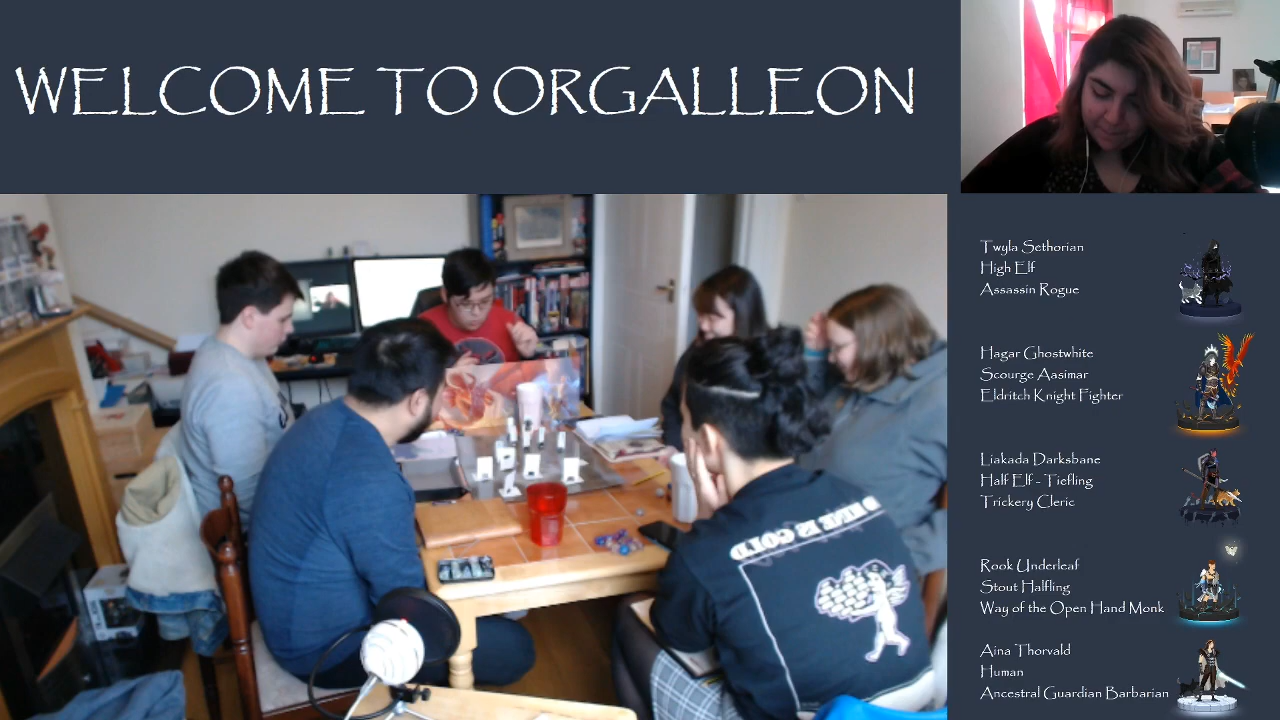 WELCOME TO ORGALLEON
Twyla Sethorian
High Elf
Assassin Rogue
Hagar Ghostwhite
Scourge Aasimar
Eldritch Knight Fighter
Liakada Darksbane
Half Elf - Tiefling
Trickery Cleric
Rook Underleaf
Stout Halfling
Way of the Open Hand Monk
Aina Thorvald
Human
Ancestral Guardian Barbarian
IS COLD